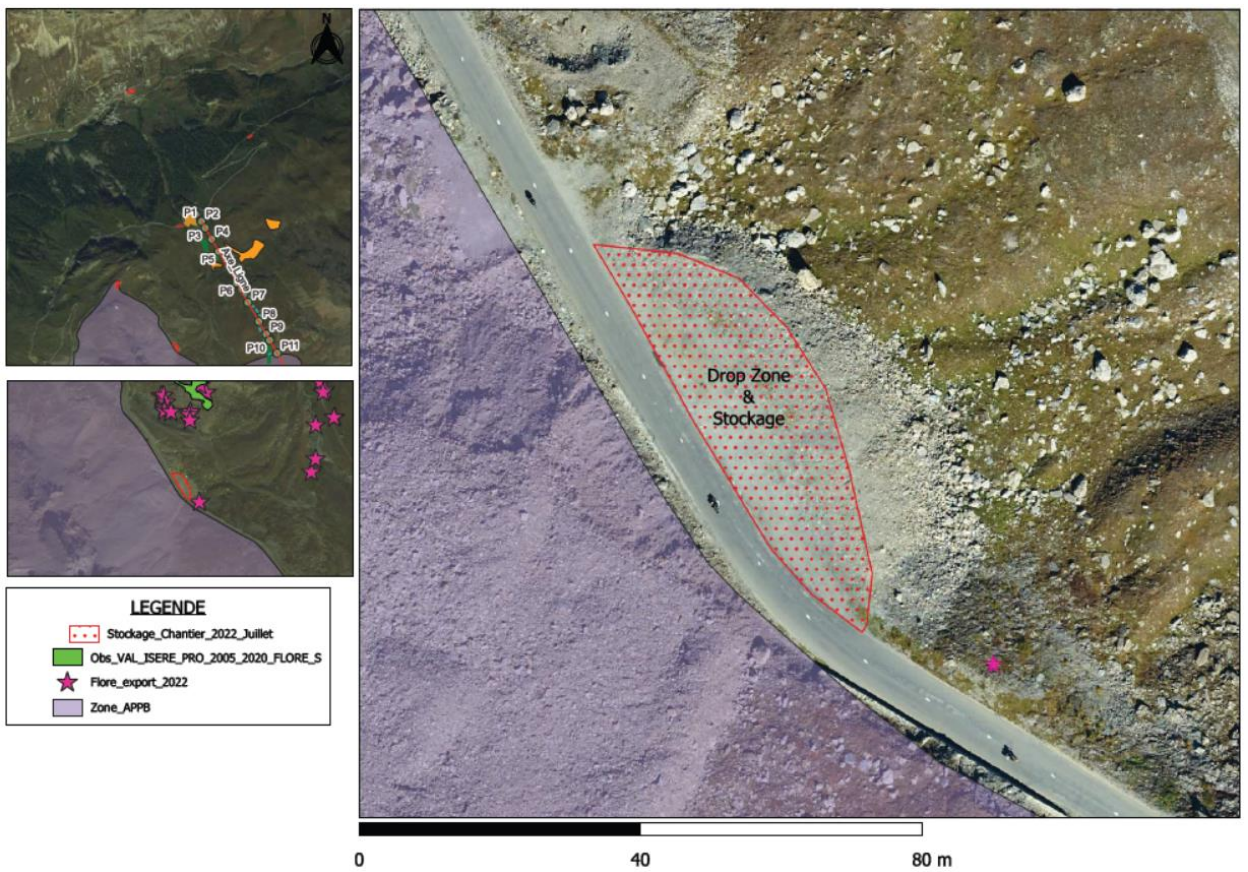 N
P1
P2
P3
P4
P5
Axe_Ligne
P6
P7
P8
P9
P10
P11
Drop Zone
&
Stockage
LEGENDE
Stockage_Chantier_2022_Juillet
Obs_VAL_ISERE_PRO_2005_2020_FLORE_S
Flore_export_2022
Zone_APPB
0 40 80 m